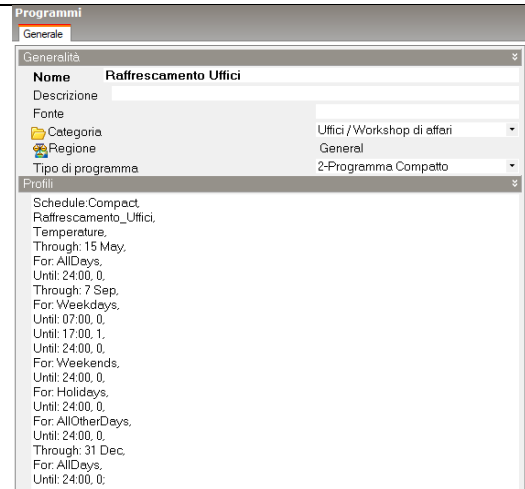 Programmi
Generale
Generalità
Nome Raffrescamento Uffici
Descrizione
Fonte
Categoria Uffici / Workshop di affari
Regione General
Tipo di programma 2-Programma Compatto
Profili
Schedule:Compact,
Raffrescamento_Uffici,
Temperature,
Through: 15 May,
For: AllDays,
Until: 24:00, 0,
Through: 7 Sep,
For: Weekdays,
Until: 07:00, 0,
Until: 17:00, 1,
Until: 24:00, 0,
For: Weekends,
Until: 24:00, 0,
For: Holidays,
Until: 24:00, 0,
For: AllOtherDays,
Until: 24:00, 0,
Through: 31 Dec,
For: AllDays,
Until: 24:00, 0;